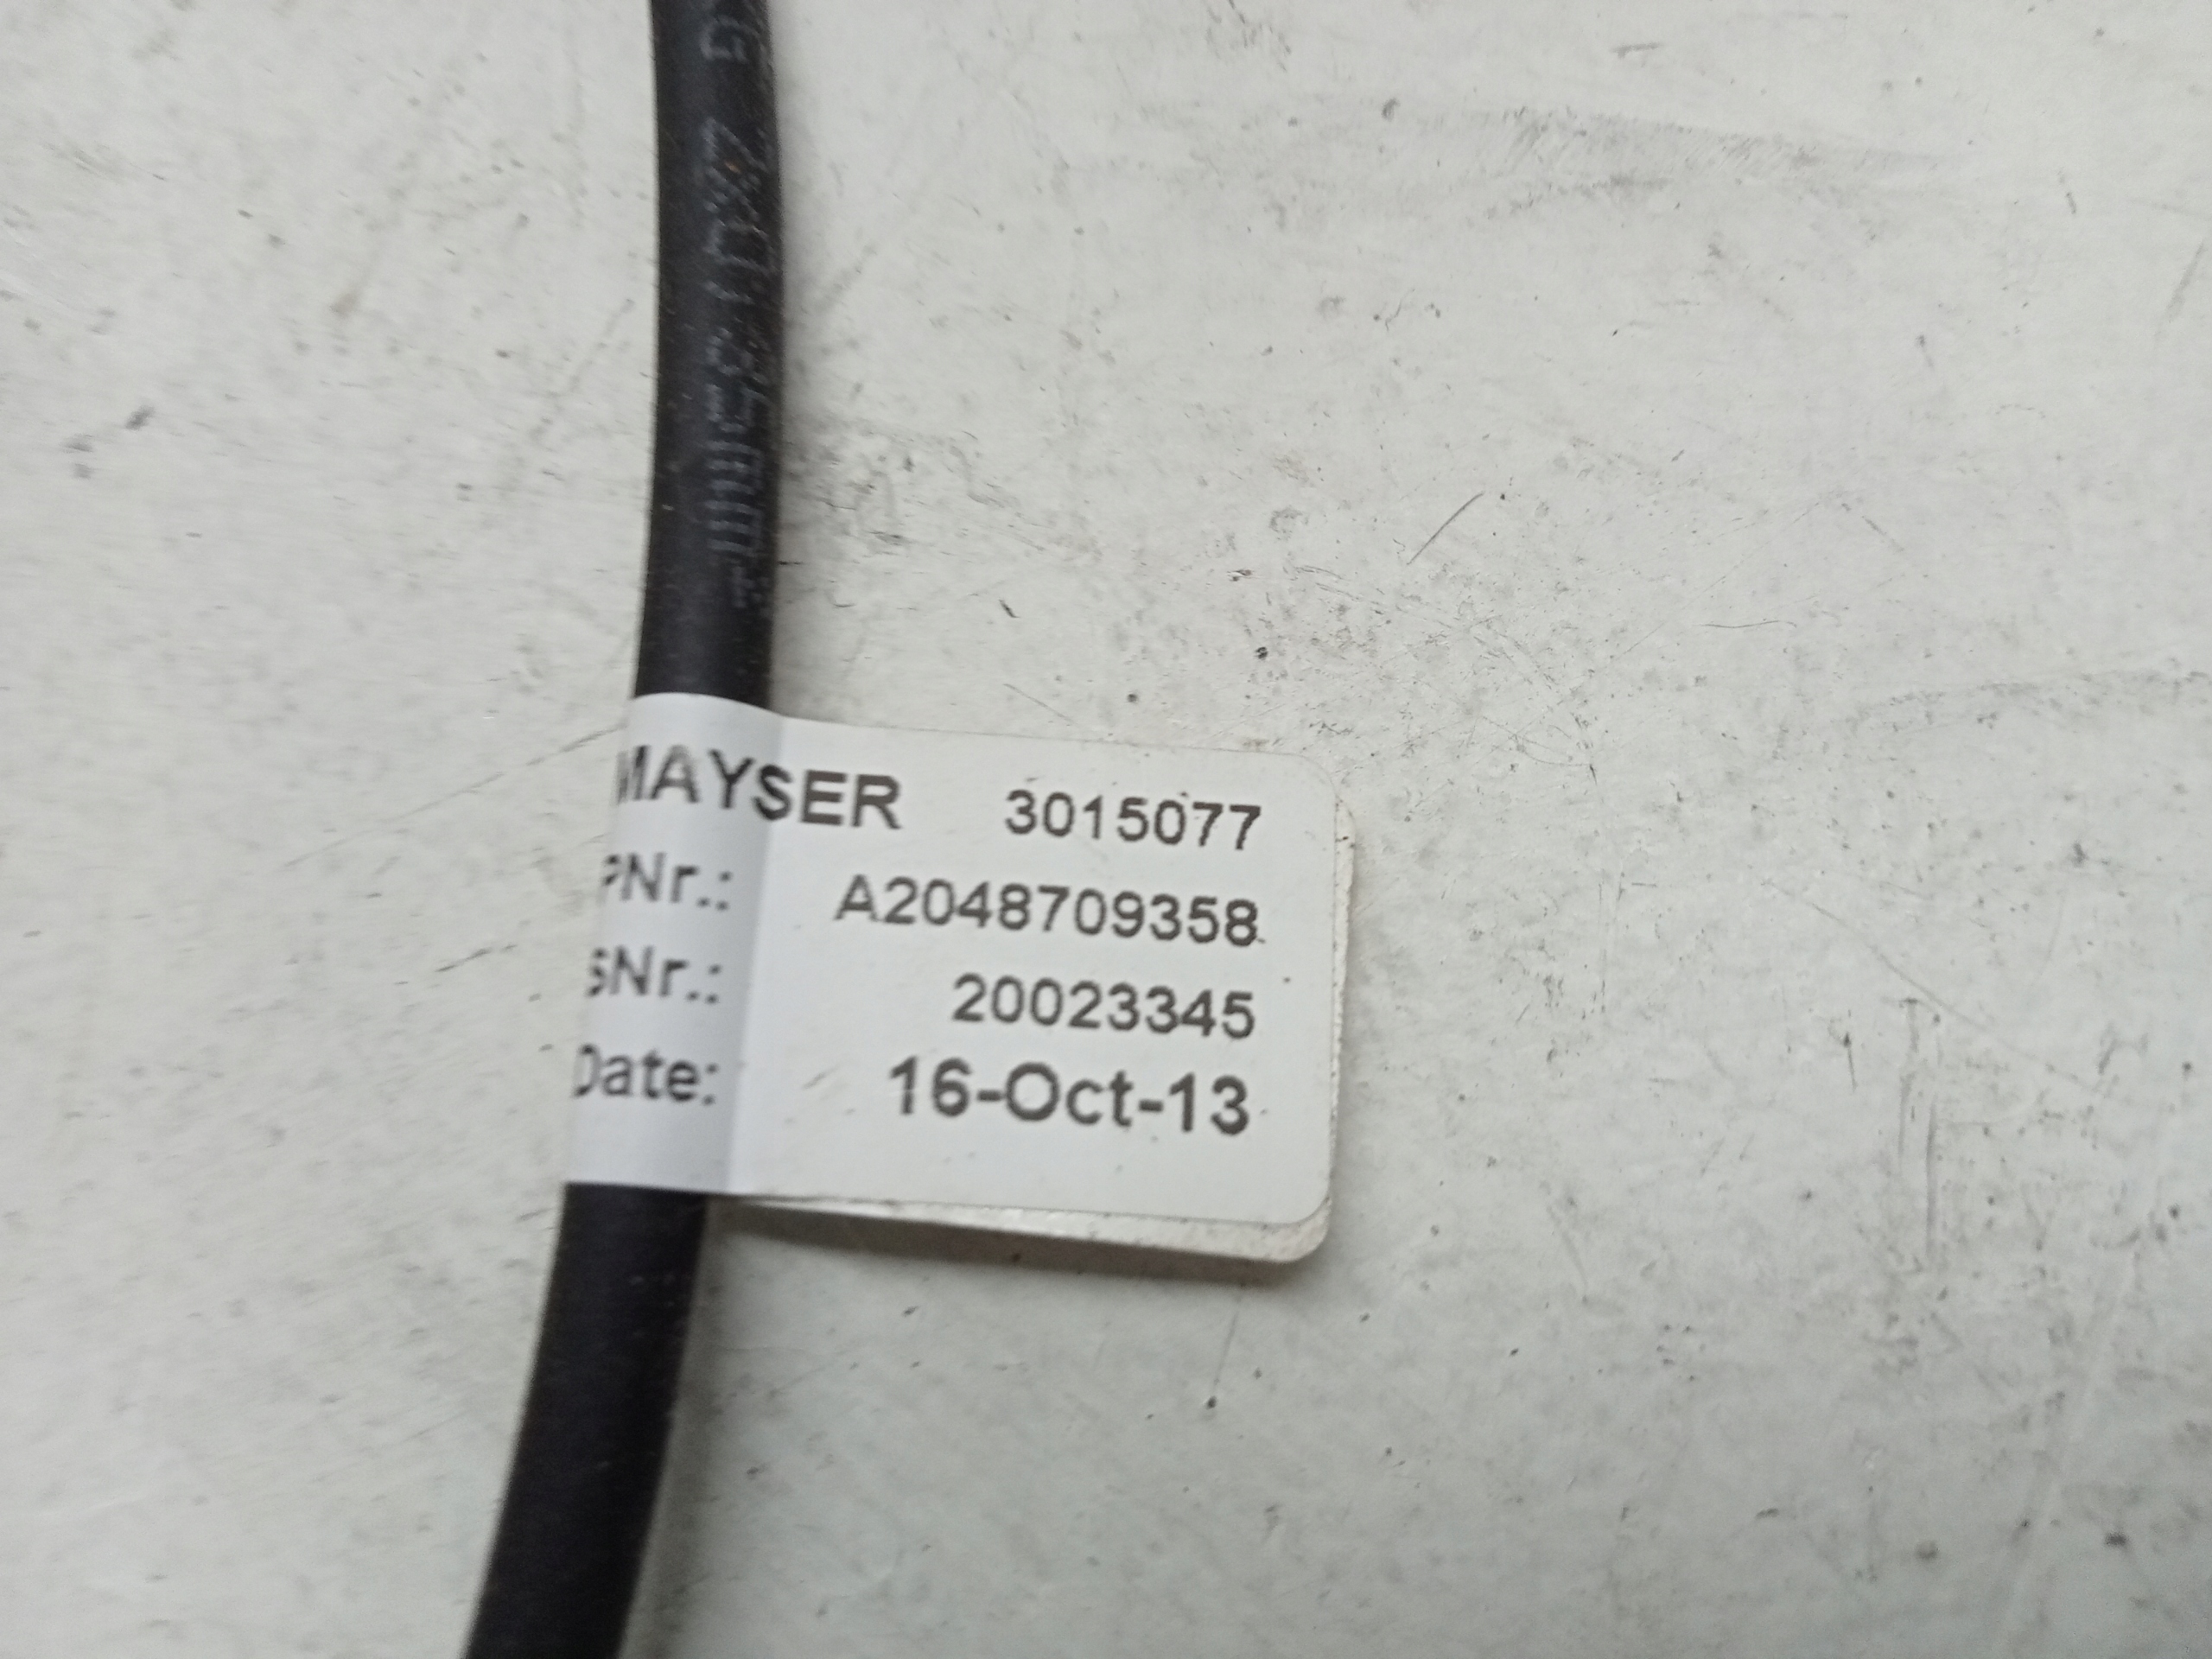 MAYSER 3015077
PNr.: A2048709358
SNr.: 20023345
Date: 16-Oct-13